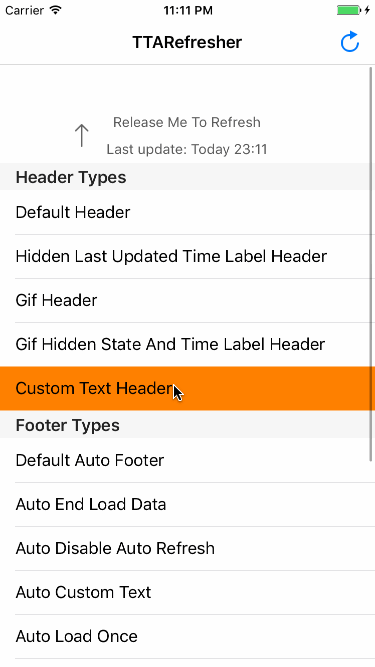 Carrier 11:11 PM
TTARefresher
Release Me To Refresh
Last update: Today 23:11
Header Types
Default Header
Hidden Last Updated Time Label Header
Gif Header
Gif Hidden State And Time Label Header
Custom Text Header
Footer Types
Default Auto Footer
Auto End Load Data
Auto Disable Auto Refresh
Auto Custom Text
Auto Load Once